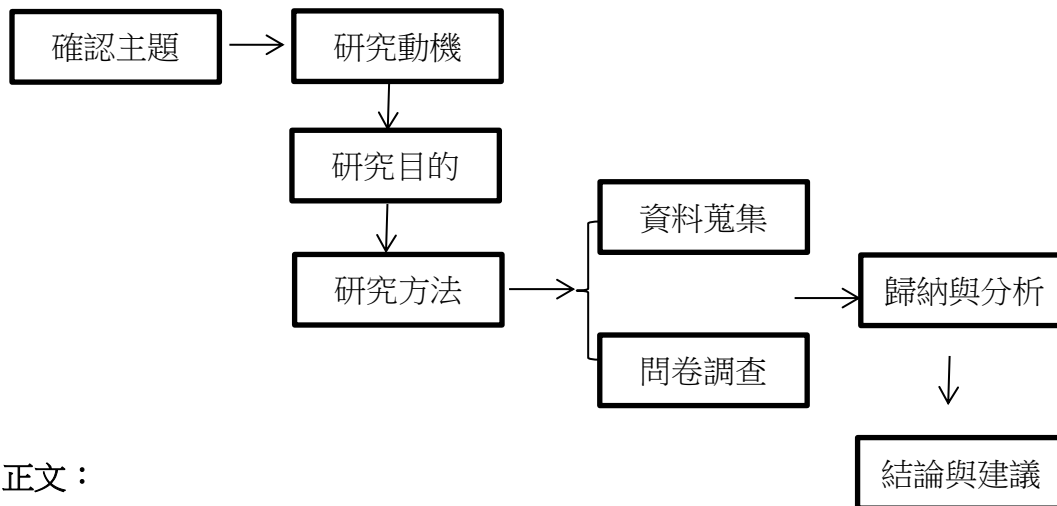 確認主題
研究動機
研究目的
研究方法
資料蒐集
問卷調查
歸納與分析
結論與建議
正文：